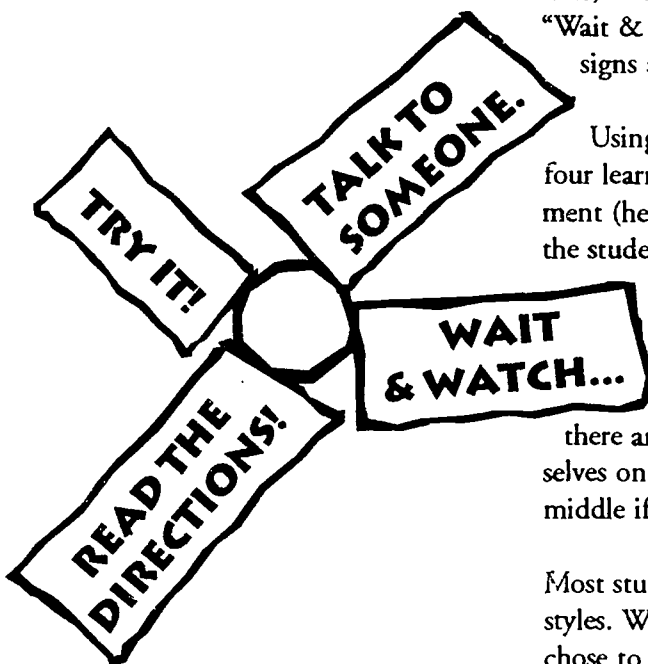 TRY IT!
TALK TO
SOMEONE.
WAIT
& WATCH...
READ THE
DIRECTIONS!
“Wait &
signs
Using
four learn
ment (he
the stude
there ar
selves on
middle if
Most stu
styles. W
chose to